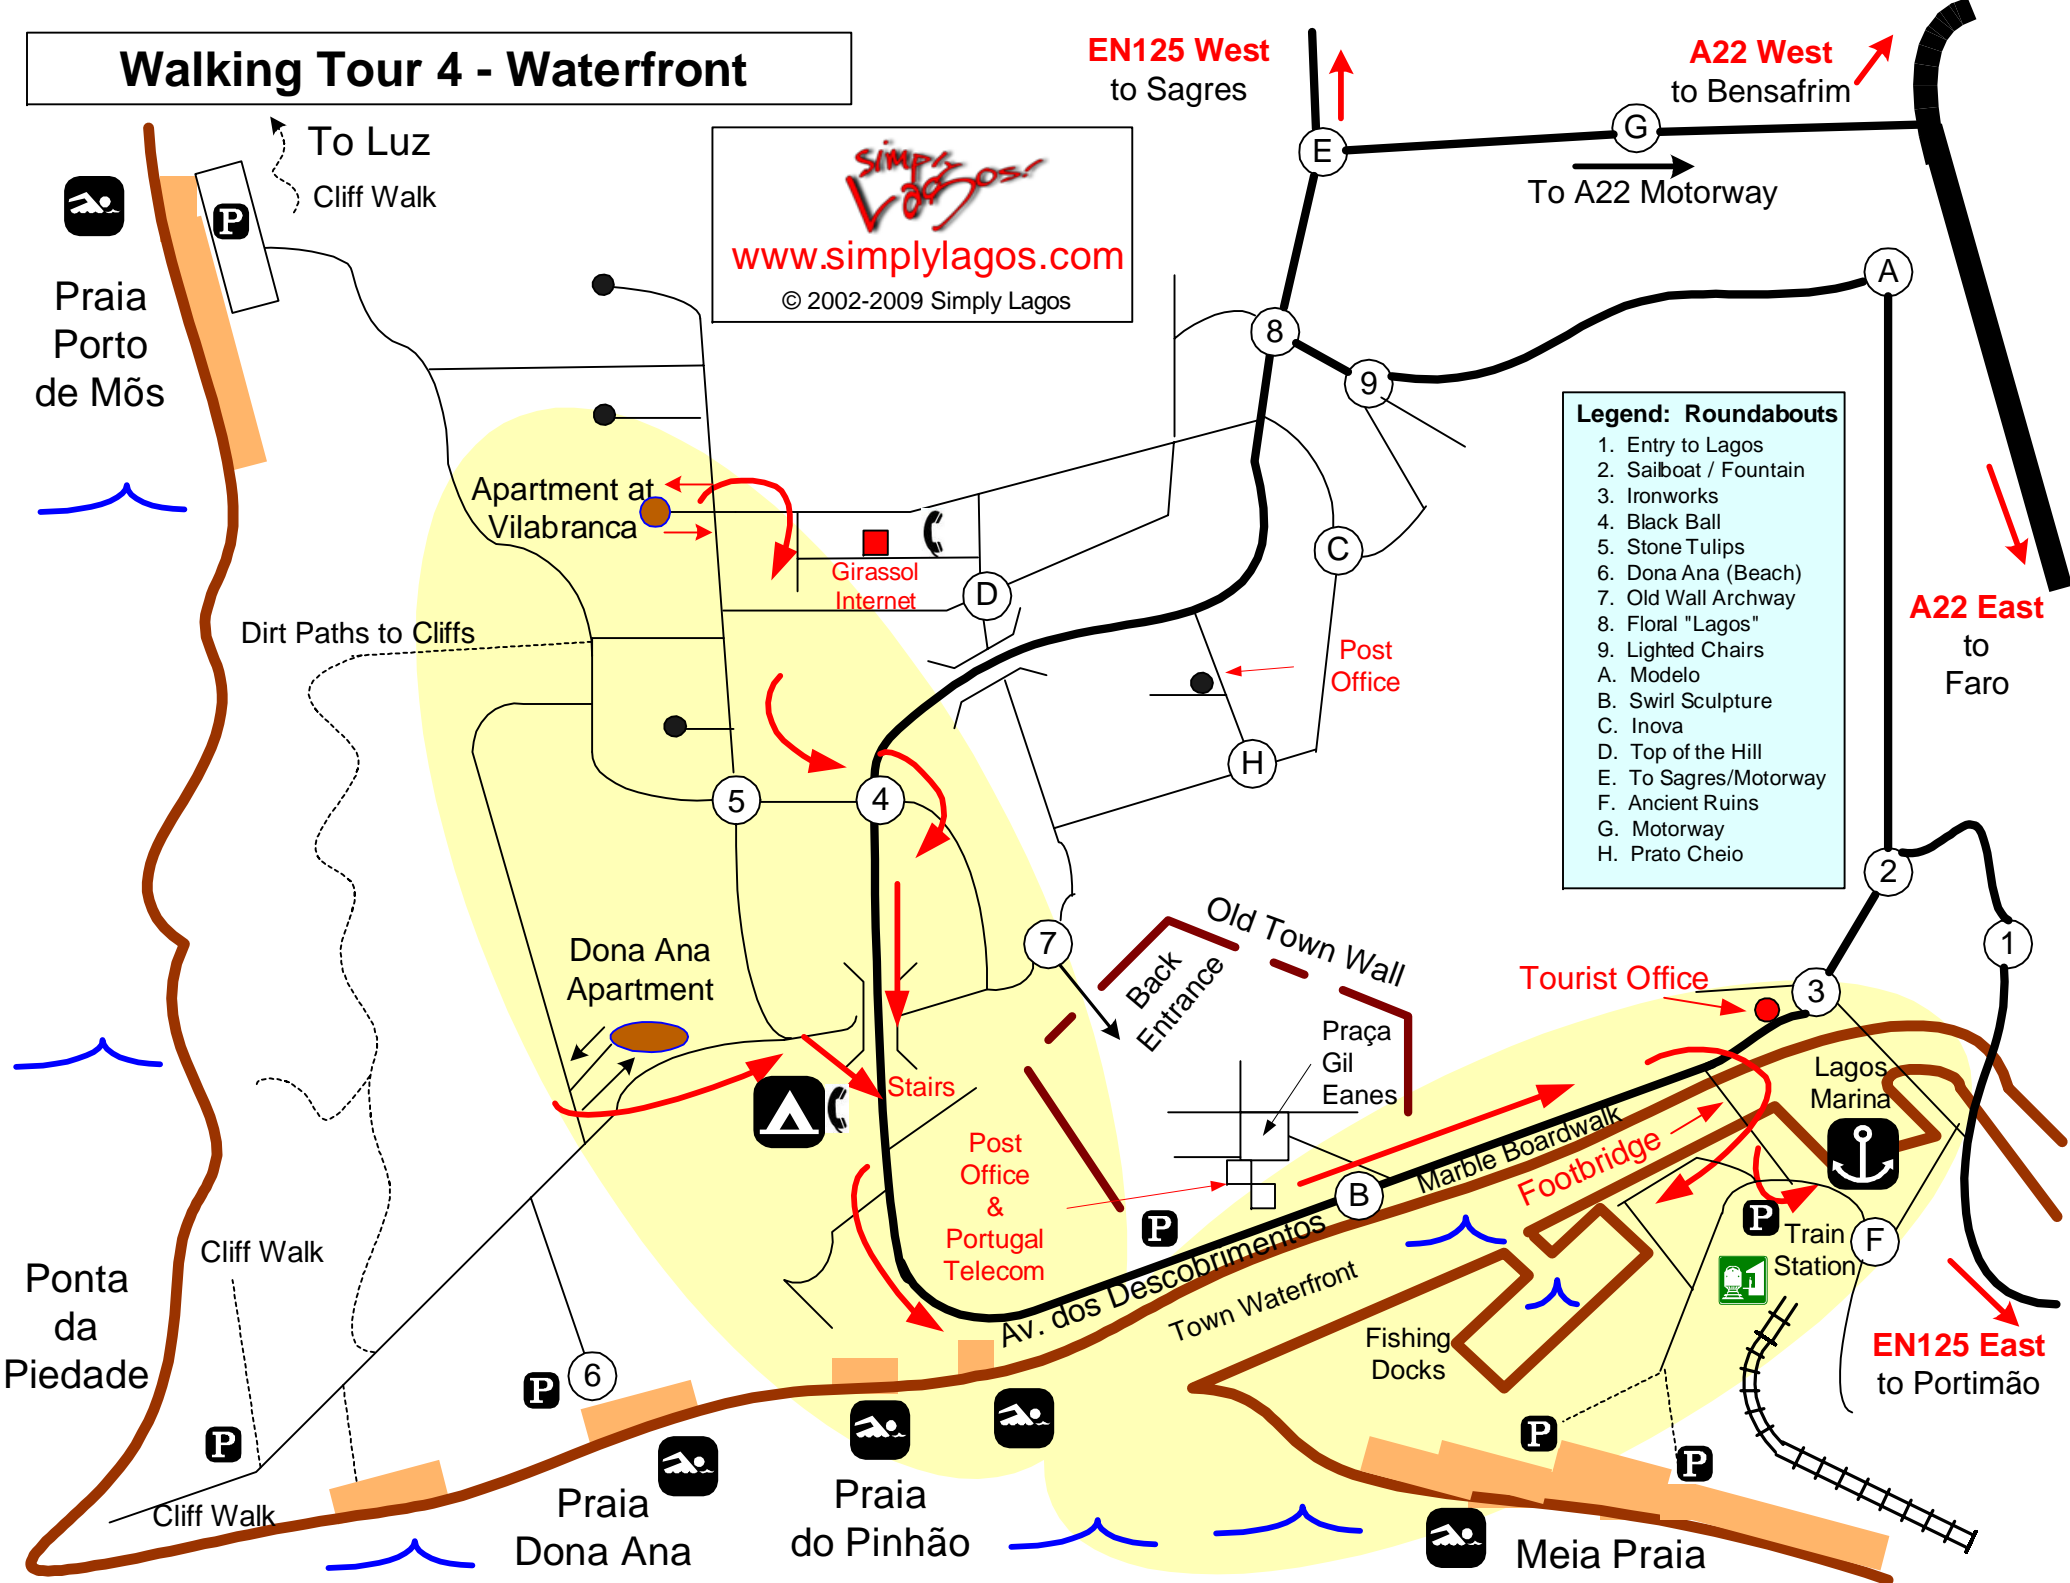 Walking Tour 4 - Waterfront
EN125 West
to Sagres
A22 West
to Bensafrim
To Luz
Cliff Walk
simply
Lagos!
www.simplylagos.com
© 2002-2009 Simply Lagos
E
G
To A22 Motorway
P
Praia
Porto
de Mõs
A
8
9
Legend: Roundabouts
1. Entry to Lagos
2. Sailboat / Fountain
3. Ironworks
4. Black Ball
5. Stone Tulips
6. Dona Ana (Beach)
7. Old Wall Archway
8. Floral "Lagos"
9. Lighted Chairs
A. Modelo
B. Swirl Sculpture
C. Inova
D. Top of the Hill
E. To Sagres/Motorway
F. Ancient Ruins
G. Motorway
H. Prato Cheio
Apartment at
Vilabranca
Girassol
Internet
D
C
A22 East
to
Faro
Dirt Paths to Cliffs
Post
Office
H
5
4
2
1
7
Old Town Wall
Back
Entrance
Dona Ana
Apartment
Tourist Office
3
Praça
Gil
Eanes
Lagos
Marina
Stairs
Post
Office
&
Portugal
Telecom
Marble Boardwalk
Footbridge
B
P
P
Train
Station
F
Av. dos Descobrimentos
Town Waterfront
Fishing
Docks
EN125 East
to Portimão
Cliff Walk
Ponta
da
Piedade
P
6
P
P
P
Cliff Walk
Praia
Dona Ana
Praia
do Pinhão
Meia Praia